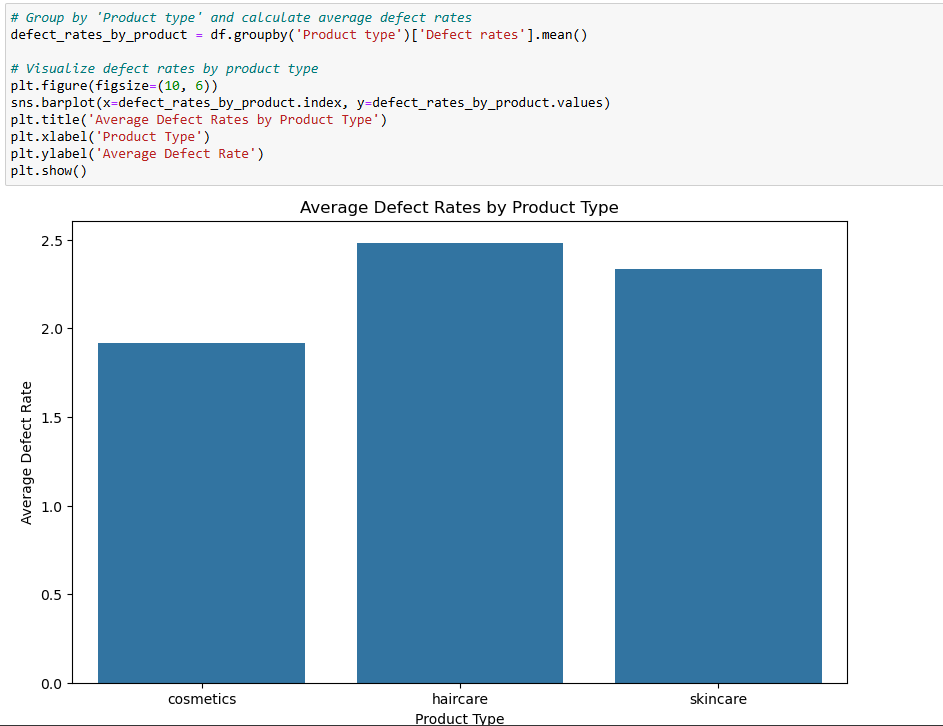 # Group by 'Product type' and calculate average defect rates
defect_rates_by_product = df.groupby('Product type')['Defect rates'].mean()
# Visualize defect rates by product type
plt.figure(figsize=(10, 6))
sns.barplot(x=defect_rates_by_product.index, y=defect_rates_by_product.values)
plt.title('Average Defect Rates by Product Type')
plt.xlabel('Product Type')
plt.ylabel('Average Defect Rate')
plt.show()
Average Defect Rates by Product Type
2.5
2.0
1.5
1.0
0.5
0.0
Average Defect Rate
cosmetics haircare skincare
Product Type